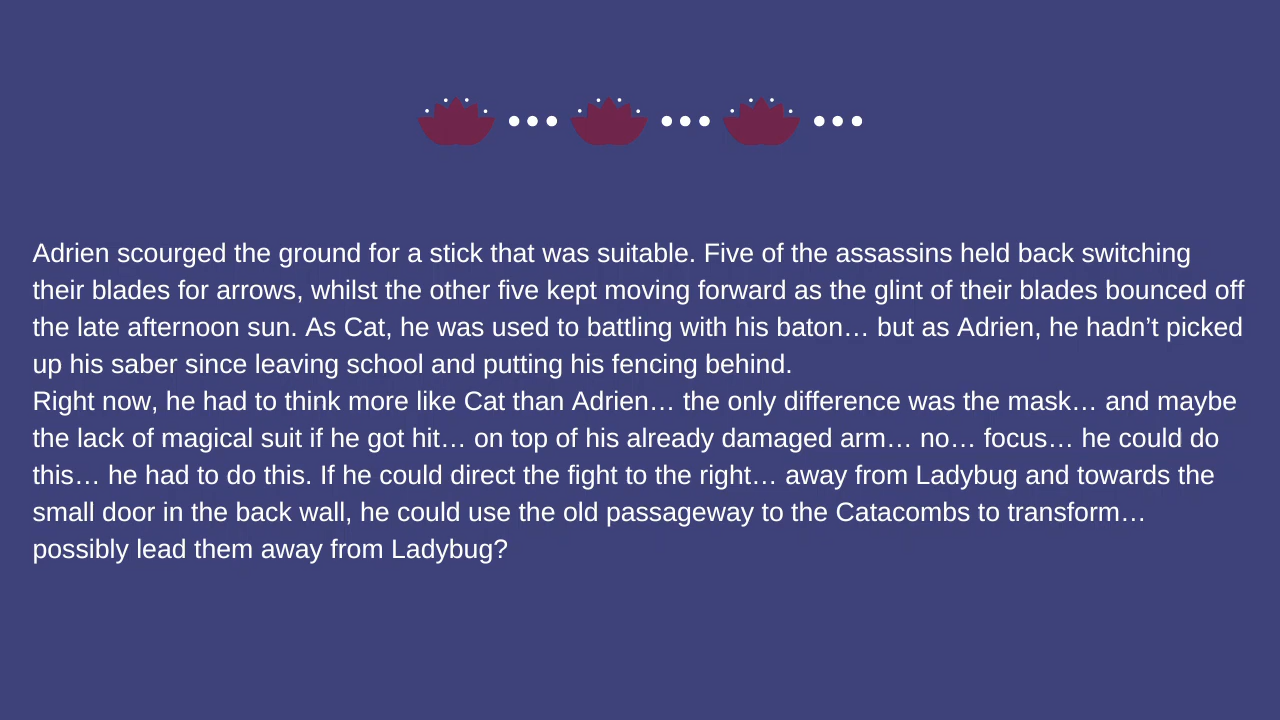 Adrien scourged the ground for a stick that was suitable. Five of the assassins held back switching
their blades for arrows, whilst the other five kept moving forward as the glint of their blades bounced off
the late afternoon sun. As Cat, he was used to battling with his baton… but as Adrien, he hadn’t picked
up his saber since leaving school and putting his fencing behind.
Right now, he had to think more like Cat than Adrien… the only difference was the mask… and maybe
the lack of magical suit if he got hit… on top of his already damaged arm… no… focus… he could do
this… he had to do this. If he could direct the fight to the right… away from Ladybug and towards the
small door in the back wall, he could use the old passageway to the Catacombs to transform…
possibly lead them away from Ladybug?